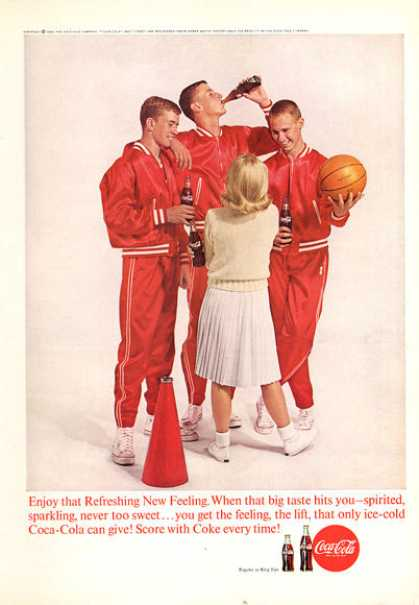 Enjoy that Refreshing New Feeling. When that big taste hits you—spirited,
sparkling, never too sweet...you get the feeling, the lift, that only ice-cold
Coca-Cola can give! Score with Coke every time!
Regular or King Size
Coca-Cola